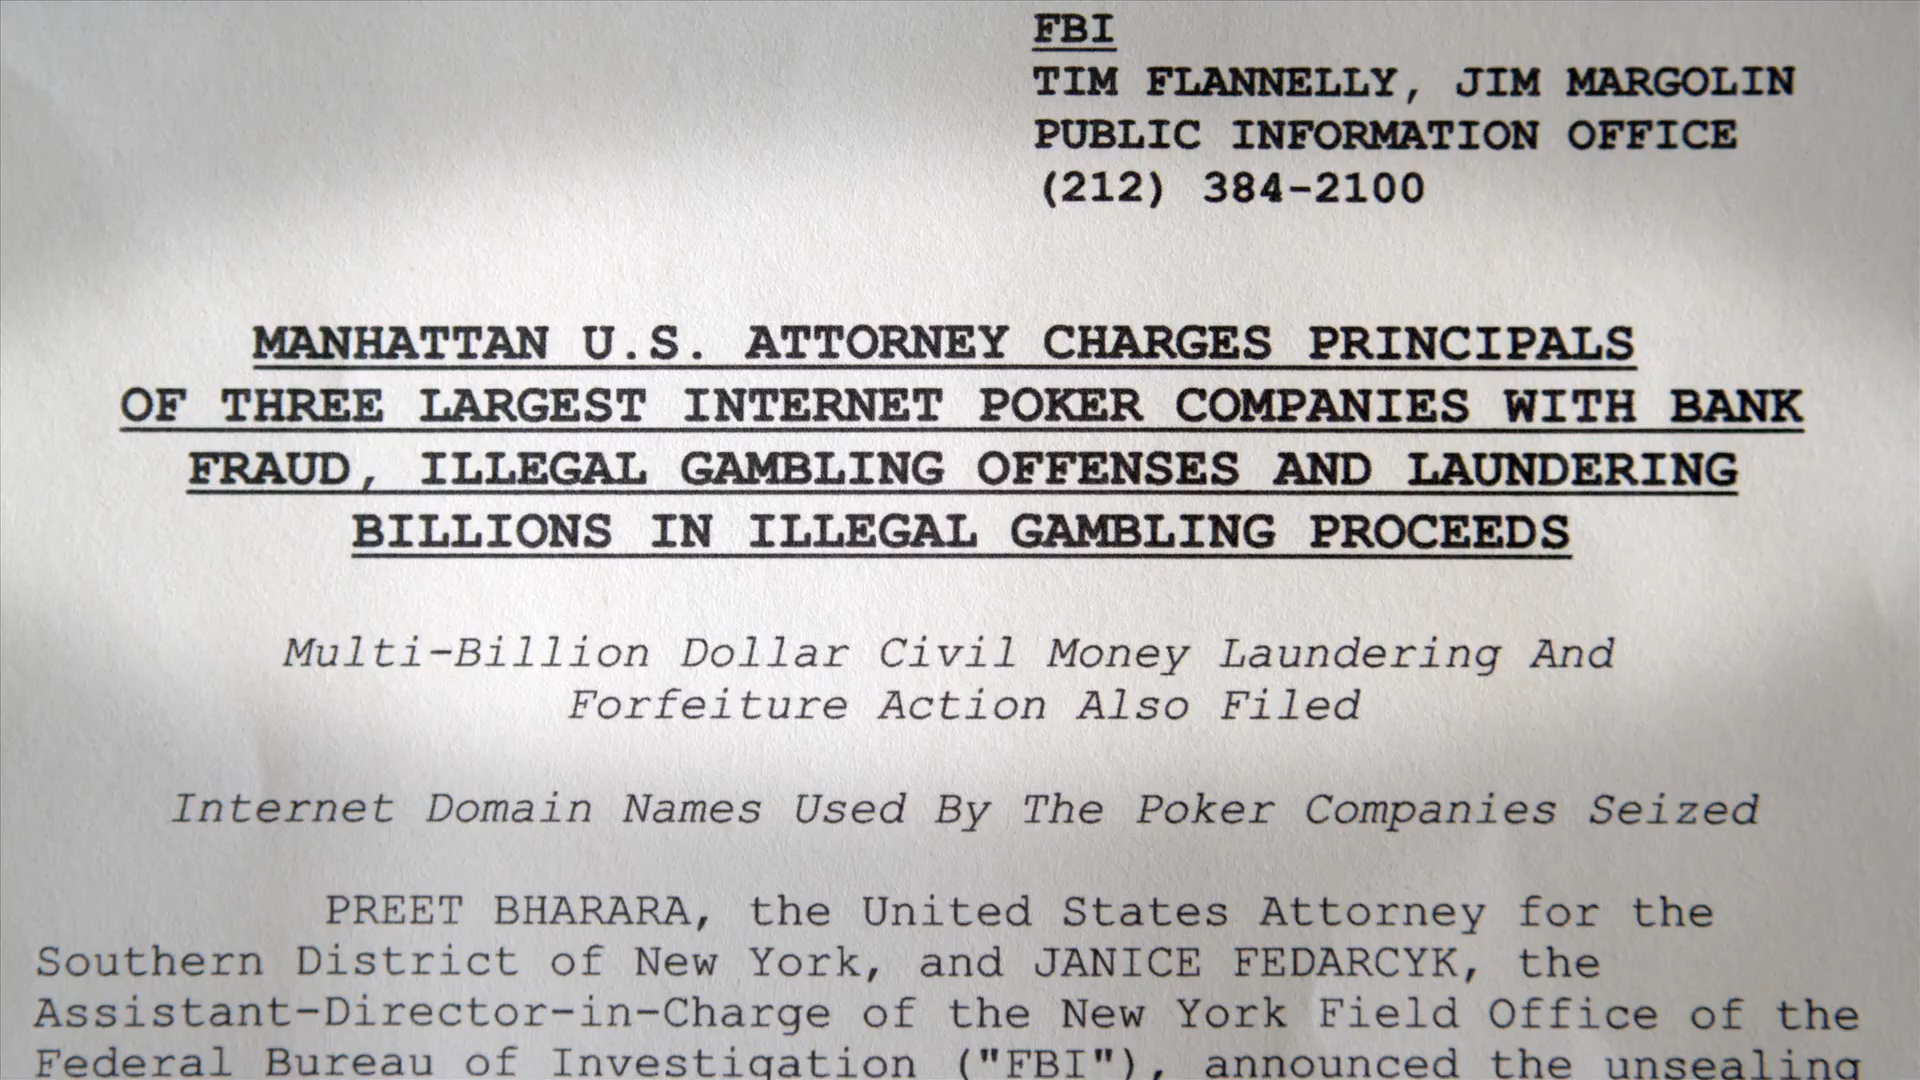 FBI
TIM FLANNELLY, JIM MARGOLIN
PUBLIC INFORMATION OFFICE
(212) 384-2100
MANHATTAN U.S. ATTORNEY CHARGES PRINCIPALS
OF THREE LARGEST INTERNET POKER COMPANIES WITH BANK
FRAUD, ILLEGAL GAMBLING OFFENSES AND LAUNDERING
BILLIONS IN ILLEGAL GAMBLING PROCEEDS
Multi-Billion Dollar Civil Money Laundering And
Forfeiture Action Also Filed
Internet Domain Names Used By The Poker Companies Seized
PREET BHARARA, the United States Attorney for the
Southern District of New York, and JANICE FEDARCYK, the
Assistant-Director-in-Charge of the New York Field Office of the
Federal Bureau of Investigation ("FBI"), announced the unsealing